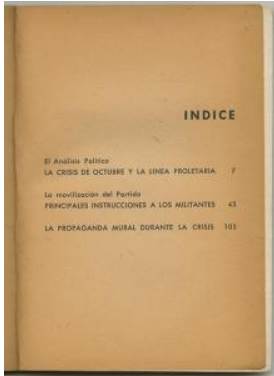 INDICE
El Análisis Político
LA CRISIS DE OCTUBRE Y LA LINEA PROLETARIA 7
La movilización del Partido
PRINCIPALES INSTRUCCIONES A LOS MILITANTES 43
LA PROPAGANDA MURAL DURANTE LA CRISIS 103